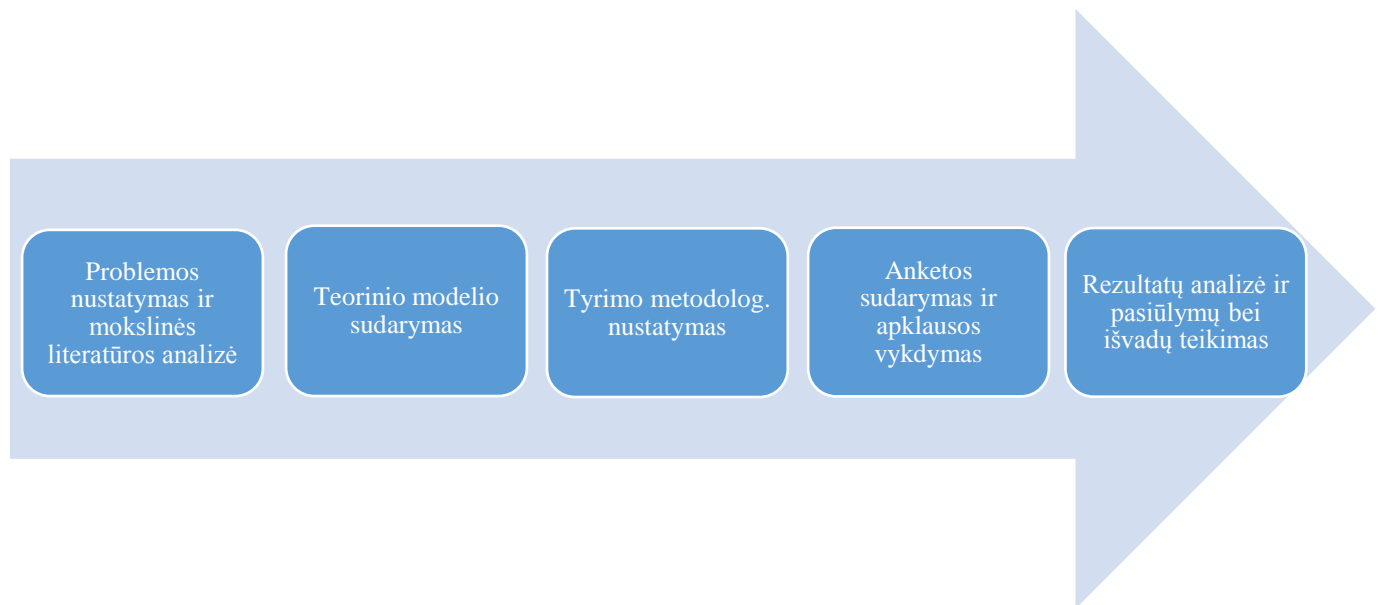 Problemos
nustatymas ir
mokslinės
literatūros analizė
Teorinio modelio
sudarymas
Tyrimo metodolog.
nustatymas
Anketos
sudarymas ir
apklausos
vykdymas
Rezultatų analizė ir
pasiūlymų bei
išvadų teikimas